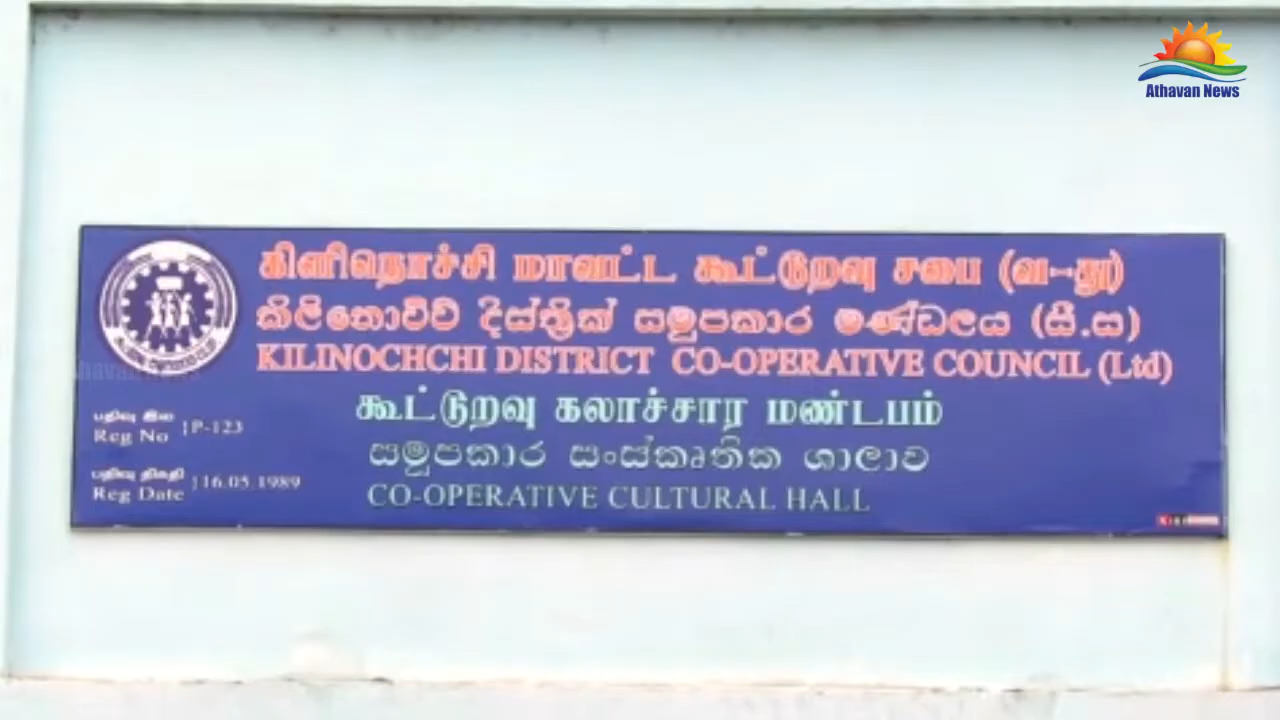 Athavan News
கிளிநொச்சி மாவட்ட கூட்டுறவு சபை (வ-து)
කිලිනොච්චි දිස්ත්‍රික් සමුපකාර මණ්ඩලය (සී.ස)
KILINOCHCHI DISTRICT CO-OPERATIVE COUNCIL (Ltd)
கூட்டுறவு கலாச்சார மண்டபம்
සමූපකාර සංස්කෘතික ශාලාව
CO-OPERATIVE CULTURAL HALL
பதிவு இல
Reg No ]P-123
பதிவு திகதி
Reg Date ]16.05.1989